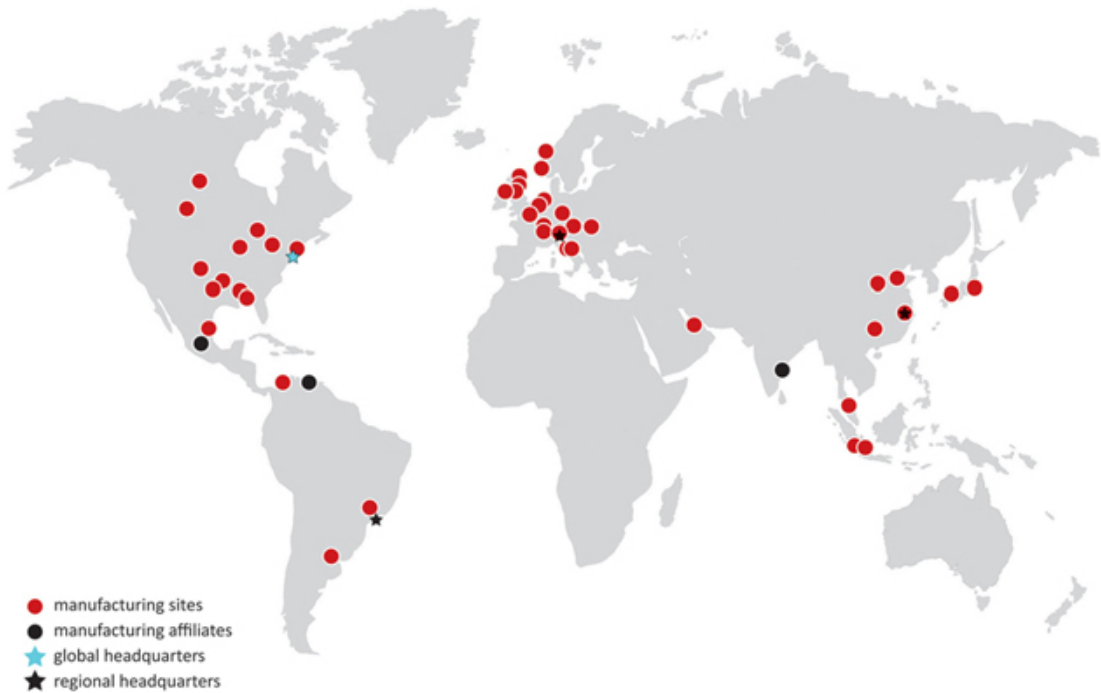 manufacturing sites
manufacturing affiliates
global headquarters
regional headquarters